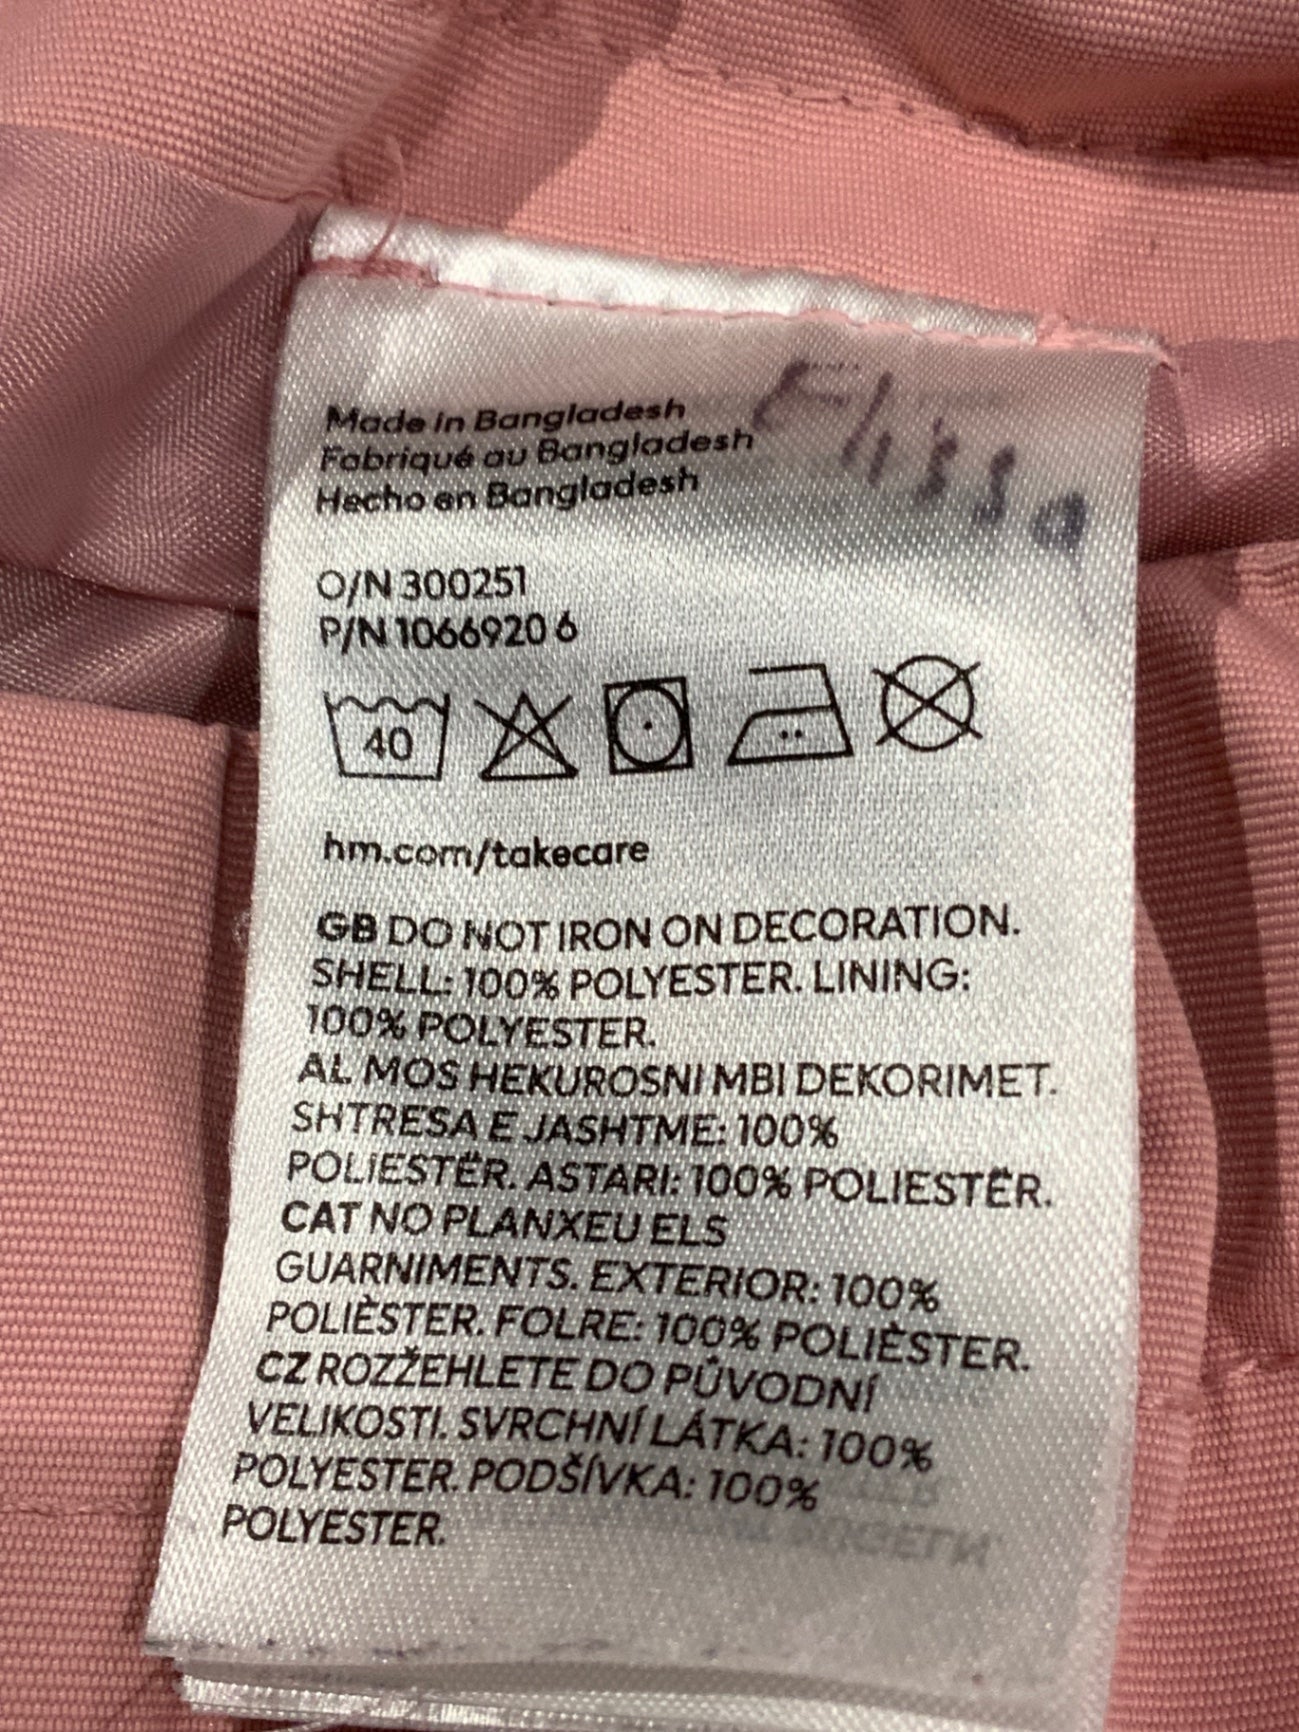 Made in Bangladesh
Fabriqué au Bangladesh
Hecho en Bangladesh
Elissa
O/N 300251
P/N 1066920 6
40
hm.com/takecare
GB DO NOT IRON ON DECORATION.
SHELL: 100% POLYESTER. LINING:
100% POLYESTER.
AL MOS HEKUROSNI MBI DEKORIMET.
SHTRESA E JASHTME: 100%
POLIESTËR. ASTARI: 100% POLIESTËR.
CAT NO PLANXEU ELS
GUARNIMENTS. EXTERIOR: 100%
POLIÈSTER. FOLRE: 100% POLIÈSTER.
CZ ROZŽEHLETE DO PŮVODNÍ
VELIKOSTI. SVRCHNÍ LÁTKA: 100%
POLYESTER. PODŠÍVKA: 100%
POLYESTER.